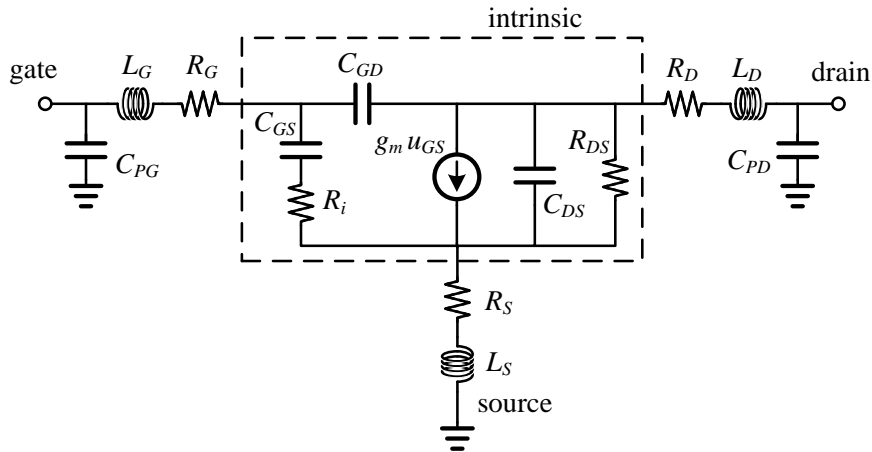 intrinsic
gate
L_G
R_G
C_GD
R_D
L_D
drain
C_GS
g_m u_GS
R_DS
C_PG
R_i
C_DS
C_PD
R_S
L_S
source